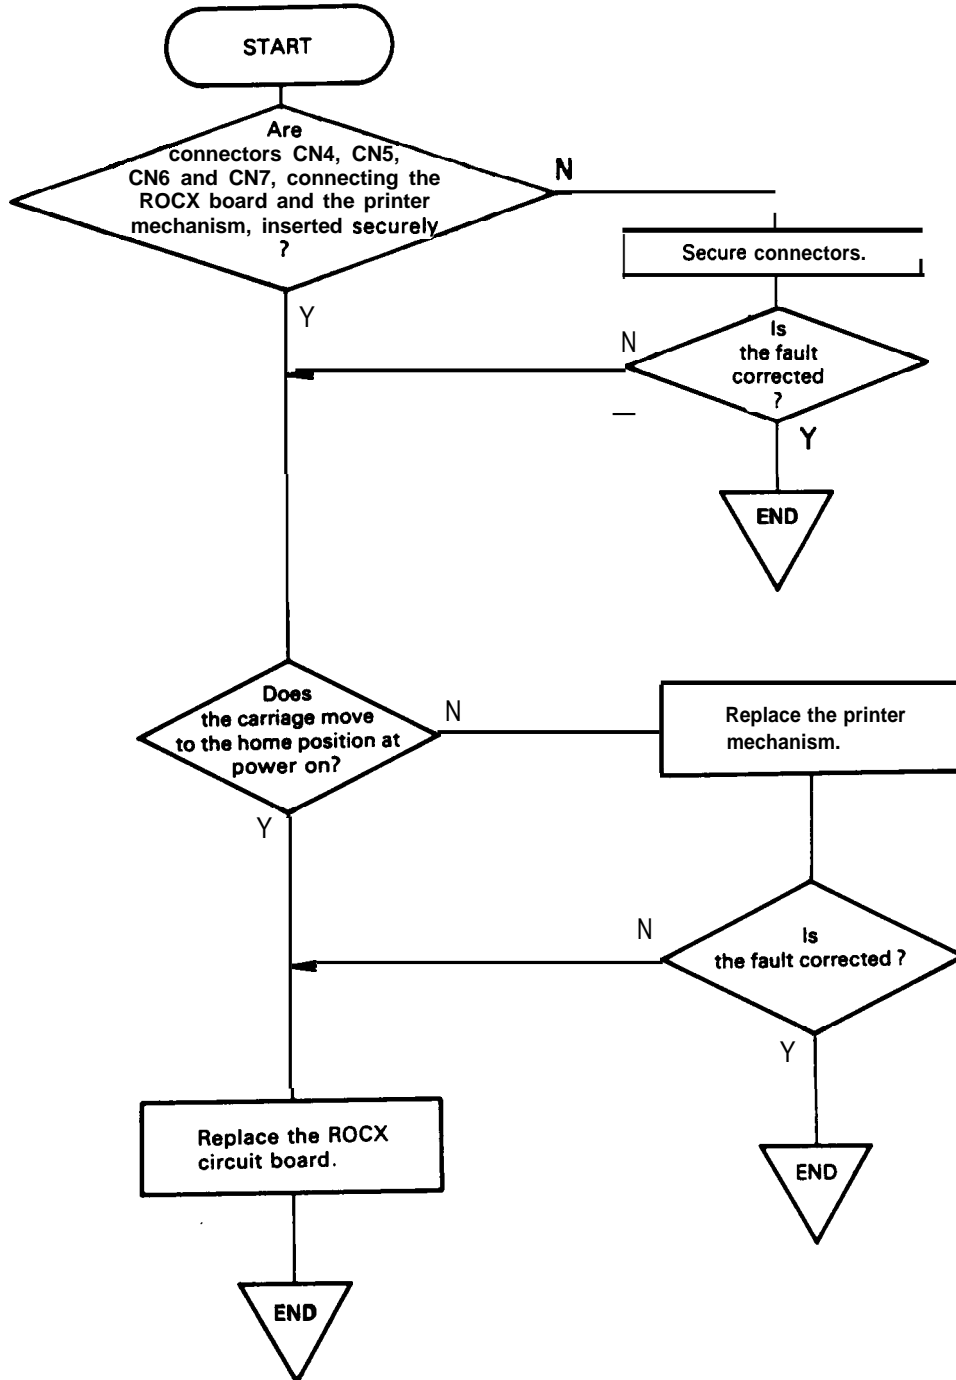 START
Are
connectors CN4, CN5,
CN6 and CN7, connecting the
ROCX board and the printer
mechanism, inserted securely
?
N
Y
Secure connectors.
Is
the fault
corrected
?
N
Y
END
Does
the carriage move
to the home position at
power on?
N
Y
Replace the printer
mechanism.
Is
the fault corrected ?
N
Y
END
Replace the ROCX
circuit board.
END